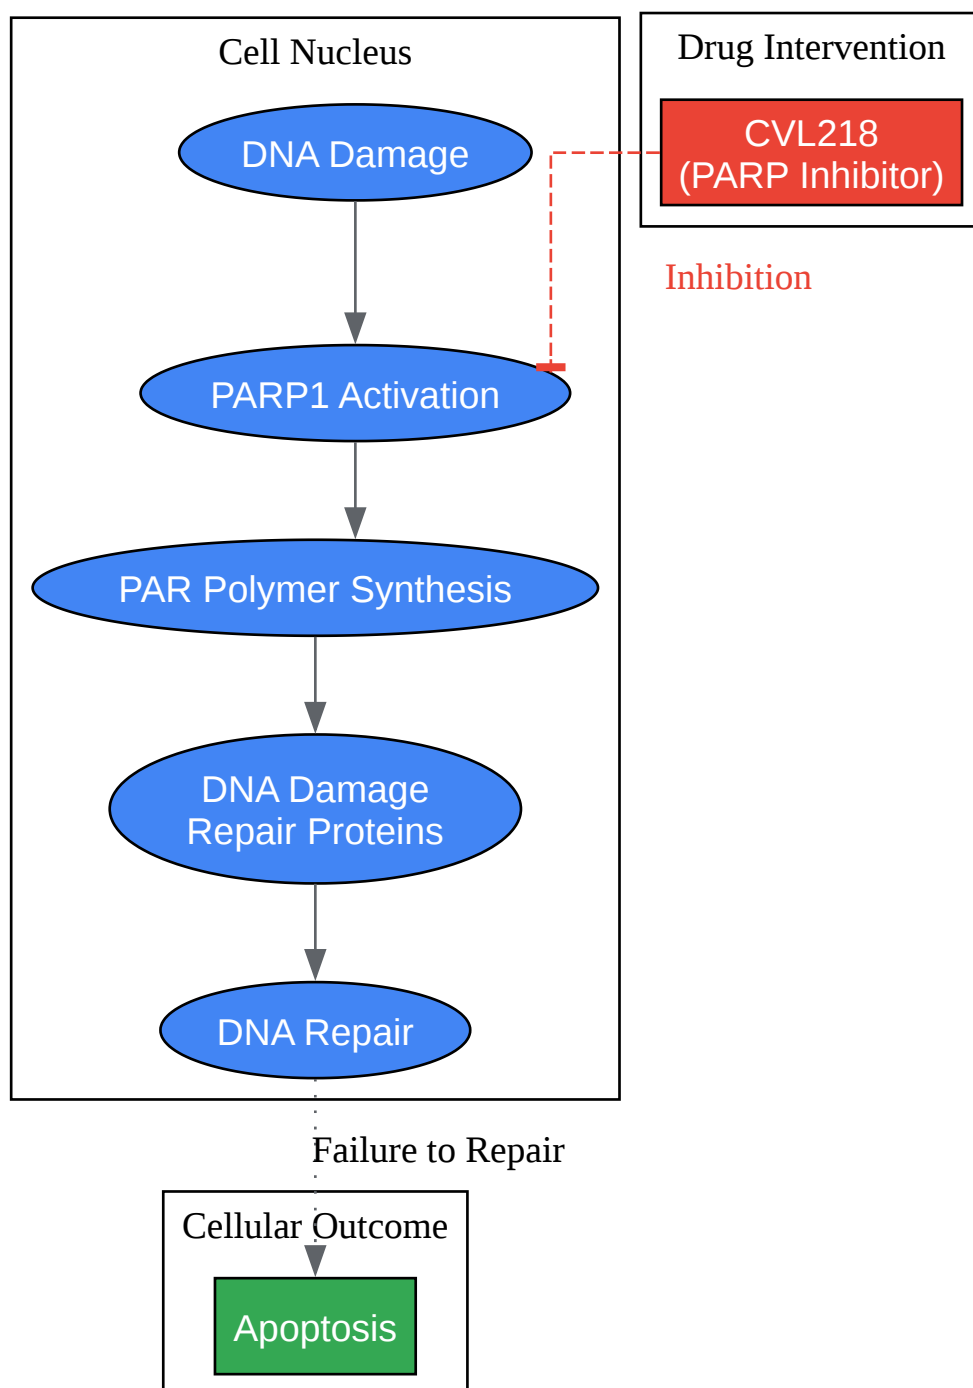 Cell Nucleus
Drug Intervention
DNA Damage
CVL218
(PARP Inhibitor)
Inhibition
PARP1 Activation
PAR Polymer Synthesis
DNA Damage
Repair Proteins
DNA Repair
Failure to Repair
Cellular Outcome
Apoptosis